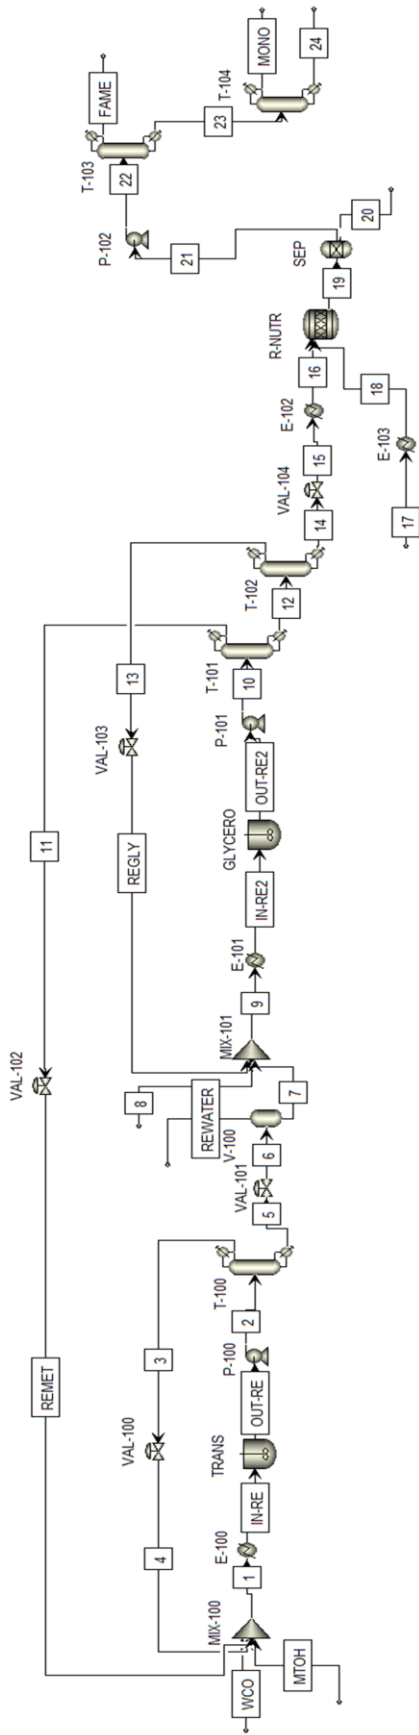 WCO
MTOH
MIX-100
1
E-100
IN-RE
TRANS
OUT-RE
P-100
2
T-100
3
VAL-100
4
REMET
VAL-102
11
5
VAL-101
6
V-100
REWATER
7
8
MIX-101
9
E-101
IN-RE2
GLYCERO
OUT-RE2
P-101
10
T-101
REGLY
VAL-103
13
12
T-102
14
VAL-104
15
E-102
16
17
E-103
18
R-NUTR
19
SEP
20
21
P-102
22
T-103
FAME
23
T-104
MONO
24